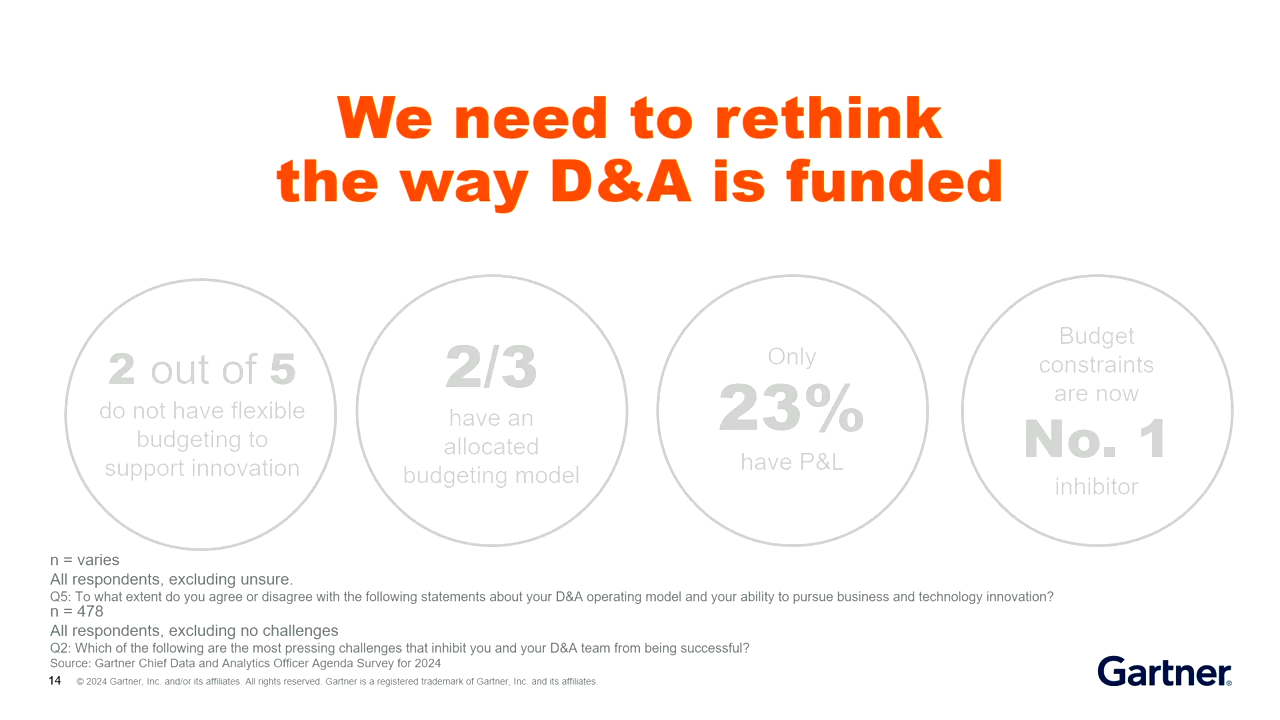 We need to rethink
the way D&A is funded
2 out of 5
do not have flexible
budgeting to
support innovation
2/3
have an
allocated
budgeting model
Only
23%
have P&L
Budget
constraints
are now
No. 1
inhibitor
n = varies
All respondents, excluding unsure.
Q5: To what extent do you agree or disagree with the following statements about your D&A operating model and your ability to pursue business and technology innovation?
n = 478
All respondents, excluding no challenges
Q2: Which of the following are the most pressing challenges that inhibit you and your D&A team from being successful?
Source: Gartner Chief Data and Analytics Officer Agenda Survey for 2024
14 © 2024 Gartner, Inc. and/or its affiliates. All rights reserved. Gartner is a registered trademark of Gartner, Inc. and its affiliates.
Gartner®